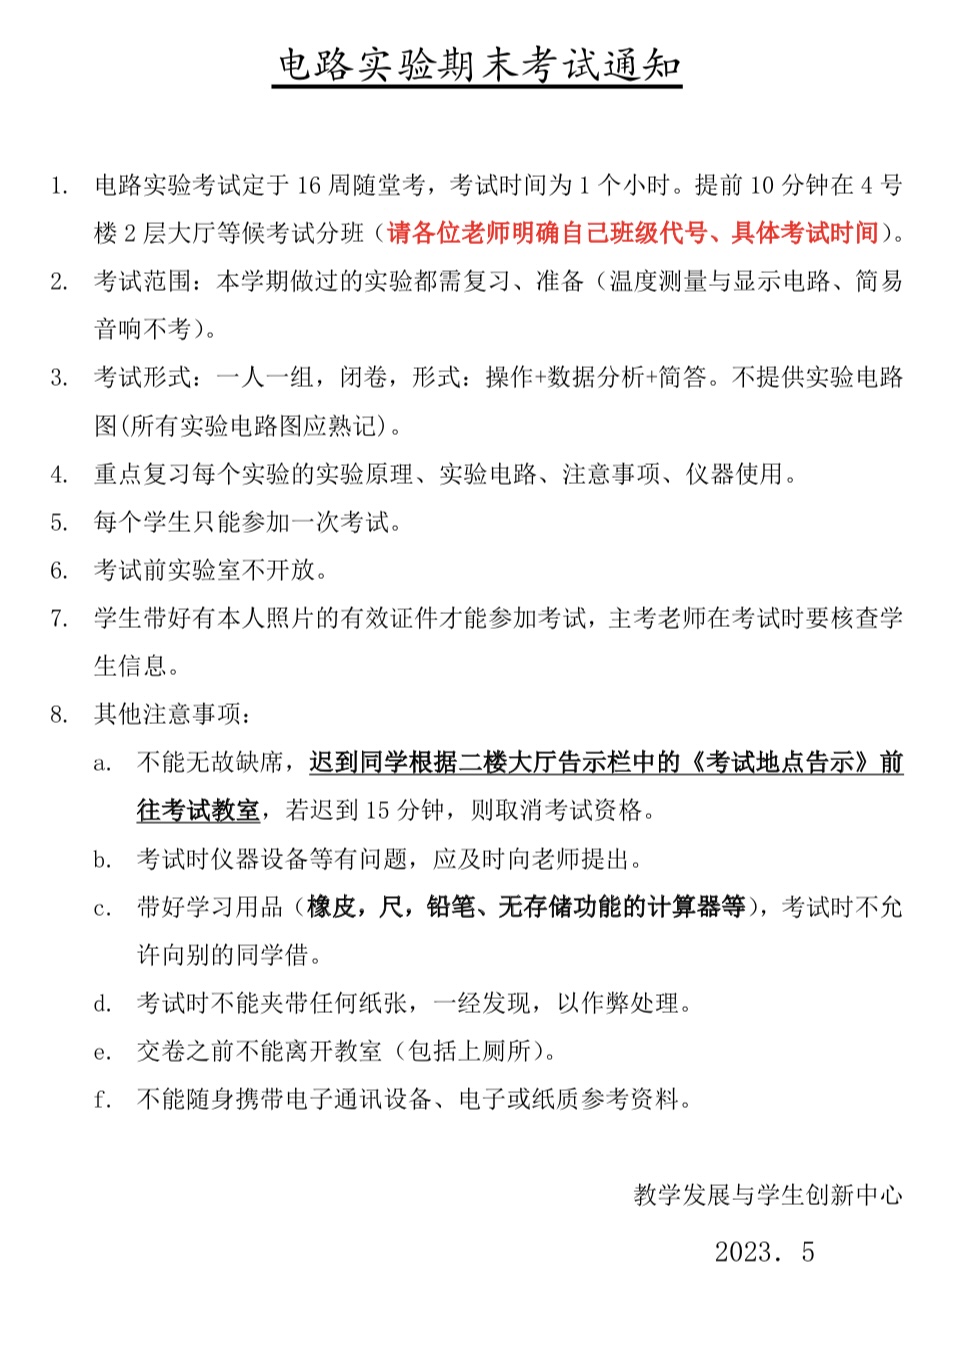 电路实验期末考试通知
1. 电路实验考试定于 16 周随堂考，考试时间为 1 个小时。提前 10 分钟在 4 号
楼 2 层大厅等候考试分班（请各位老师明确自己班级代号、具体考试时间）。
2. 考试范围：本学期做过的实验都需复习、准备（温度测量与显示电路、简易
音响不考）。
3. 考试形式：一人一组，闭卷，形式：操作+数据分析+简答。不提供实验电路
图(所有实验电路图应熟记)。
4. 重点复习每个实验的实验原理、实验电路、注意事项、仪器使用。
5. 每个学生只能参加一次考试。
6. 考试前实验室不开放。
7. 学生带好有本人照片的有效证件才能参加考试，主考老师在考试时要核查学
生信息。
8. 其他注意事项：
a. 不能无故缺席，迟到同学根据二楼大厅告示栏中的《考试地点告示》前
往考试教室，若迟到 15 分钟，则取消考试资格。
b. 考试时仪器设备等有问题，应及时向老师提出。
c. 带好学习用品（橡皮，尺，铅笔、无存储功能的计算器等），考试时不允
许向别的同学借。
d. 考试时不能夹带任何纸张，一经发现，以作弊处理。
e. 交卷之前不能离开教室（包括上厕所）。
f. 不能随身携带电子通讯设备、电子或纸质参考资料。
教学发展与学生创新中心
2023. 5